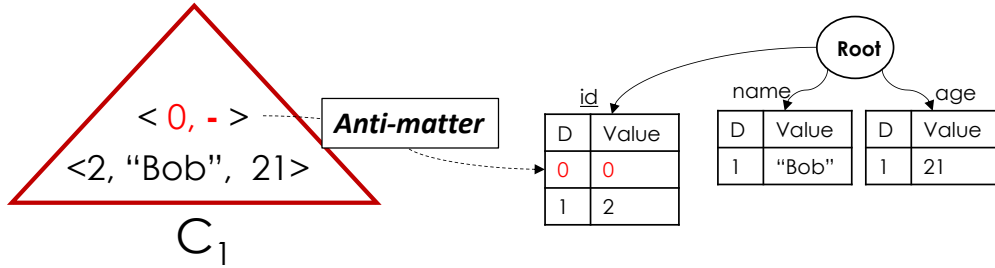 < 0, - >
<2, “Bob”, 21>
C1
Anti-matter
Root
id
D Value
0 0
1 2
name
D Value
1 “Bob”
age
D Value
1 21